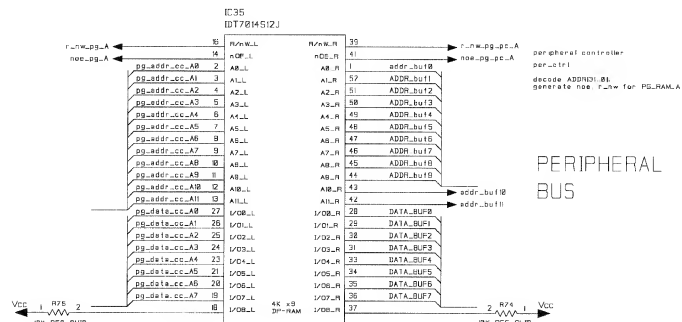 IC35
IDT7014S12J
r_nw_pg_A 16 R/nW_L R/nW_R 39 r_nw_pg_pc_A
noe_pg_A 14 nOE_L nOE_R 41 noe_pg_pc_A
pg_addr_cc_A0 2 A0_L A0_R 1 addr_buf0
pg_addr_cc_A1 3 A1_L A1_R 57 ADDR_buf1
pg_addr_cc_A2 4 A2_L A2_R 51 ADDR_buf2
pg_addr_cc_A3 5 A3_L A3_R 50 ADDR_buf3
pg_addr_cc_A4 6 A4_L A4_R 49 ADDR_buf4
pg_addr_cc_A5 7 A5_L A5_R 48 ADDR_buf5
pg_addr_cc_A6 8 A6_L A6_R 47 ADDR_buf6
pg_addr_cc_A7 9 A7_L A7_R 46 ADDR_buf7
pg_addr_cc_A8 10 A8_L A8_R 45 ADDR_buf8
pg_addr_cc_A9 11 A9_L A9_R 44 ADDR_buf9
pg_addr_cc_A10 12 A10_L A10_R 43 addr_buf10
pg_addr_cc_A11 13 A11_L A11_R 42 addr_buf11
pg_data_cc_A0 27 I/O0_L I/O0_R 28 DATA_BUF0
pg_data_cc_A1 26 I/O1_L I/O1_R 29 DATA_BUF1
pg_data_cc_A2 25 I/O2_L I/O2_R 30 DATA_BUF2
pg_data_cc_A3 24 I/O3_L I/O3_R 31 DATA_BUF3
pg_data_cc_A4 23 I/O4_L I/O4_R 33 DATA_BUF4
pg_data_cc_A5 21 I/O5_L I/O5_R 34 DATA_BUF5
pg_data_cc_A6 20 I/O6_L I/O6_R 35 DATA_BUF6
pg_data_cc_A7 19 I/O7_L I/O7_R 36 DATA_BUF7
18 I/O8_L I/O8_R 37
4K x9
DP-RAM
Vcc 1 R75 2
2 R74 1 Vcc
peripheral controller
per_ctrl
generate noe, r_nw for PG_RAM_A
PERIPHERAL
BUS